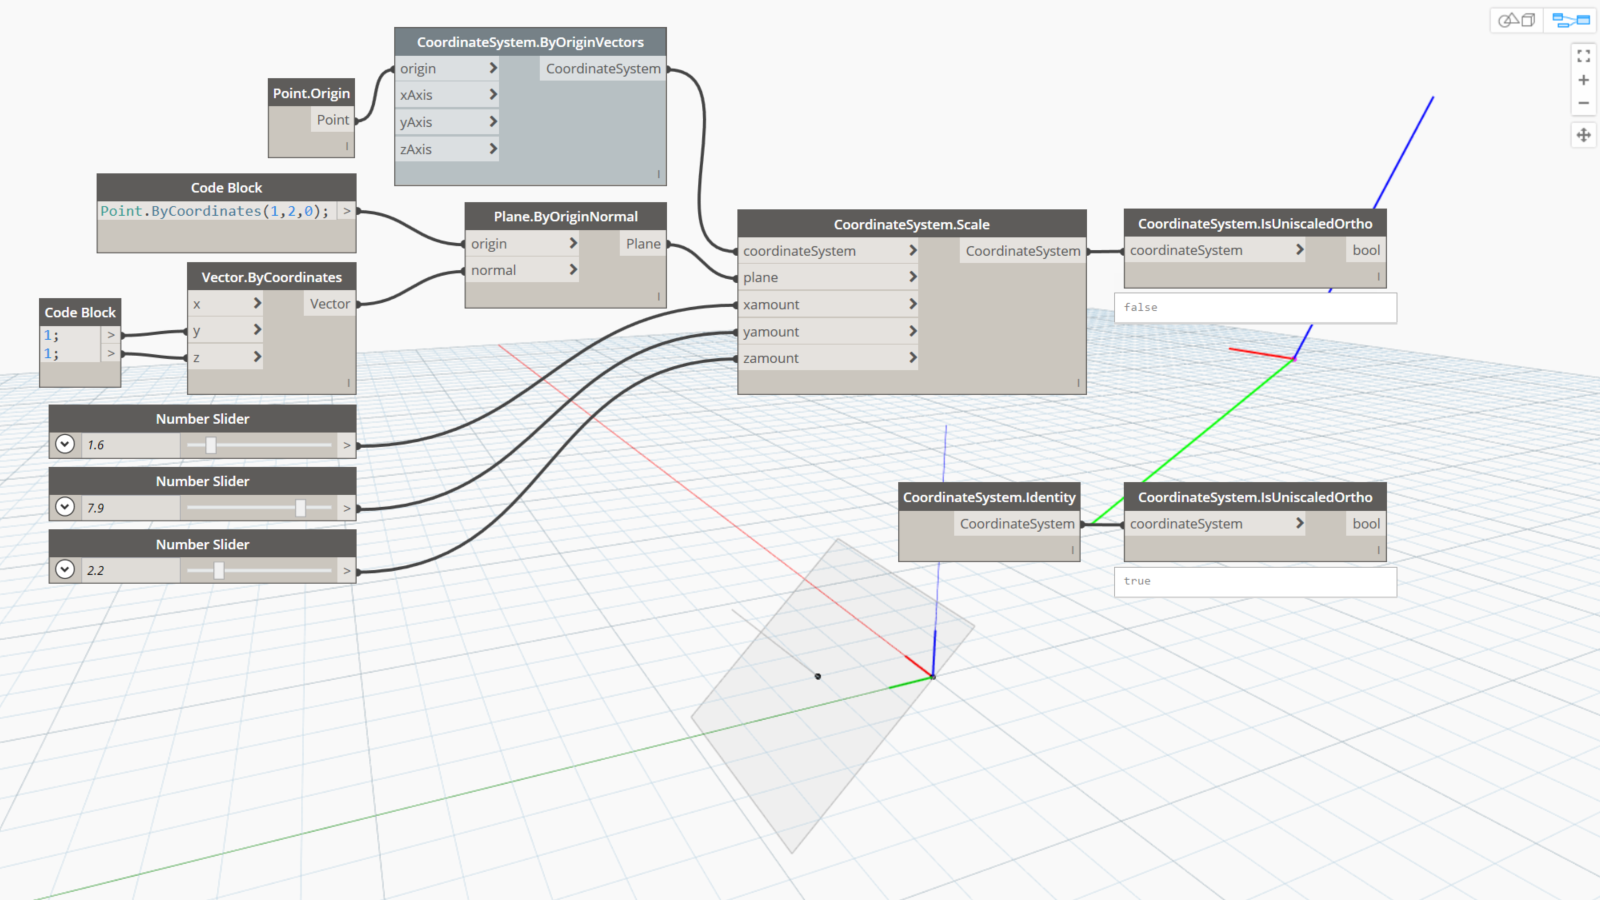 CoordinateSystem.ByOriginVectors
origin > CoordinateSystem
xAxis >
yAxis >
zAxis >
Point.Origin
Point
Code Block
Point.ByCoordinates(1,2,0); >
Plane.ByOriginNormal
origin > Plane
normal >
Vector.ByCoordinates
x > Vector
y >
z >
Code Block
1; >
1; >
Number Slider
1.6 >
Number Slider
7.9 >
Number Slider
2.2 >
CoordinateSystem.Scale
coordinateSystem > CoordinateSystem
plane >
xamount >
yamount >
zamount >
CoordinateSystem.IsUniscaledOrtho
coordinateSystem > bool
false
CoordinateSystem.Identity
CoordinateSystem
CoordinateSystem.IsUniscaledOrtho
coordinateSystem > bool
true